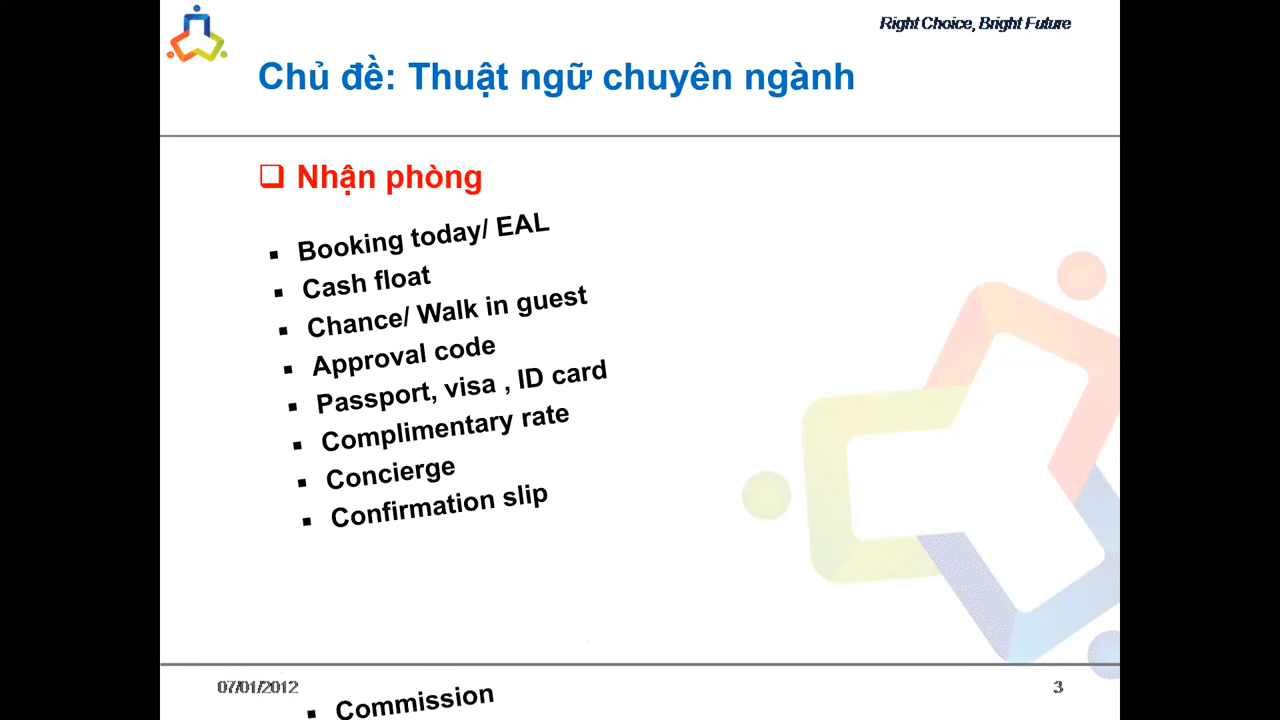 Right Choice, Bright Future
Chủ đề: Thuật ngữ chuyên ngành
Nhận phòng
Booking today/ EAL
Cash float
Chance/ Walk in guest
Approval code
Passport, visa , ID card
Complimentary rate
Concierge
Confirmation slip
07/01/2012
3
Commission